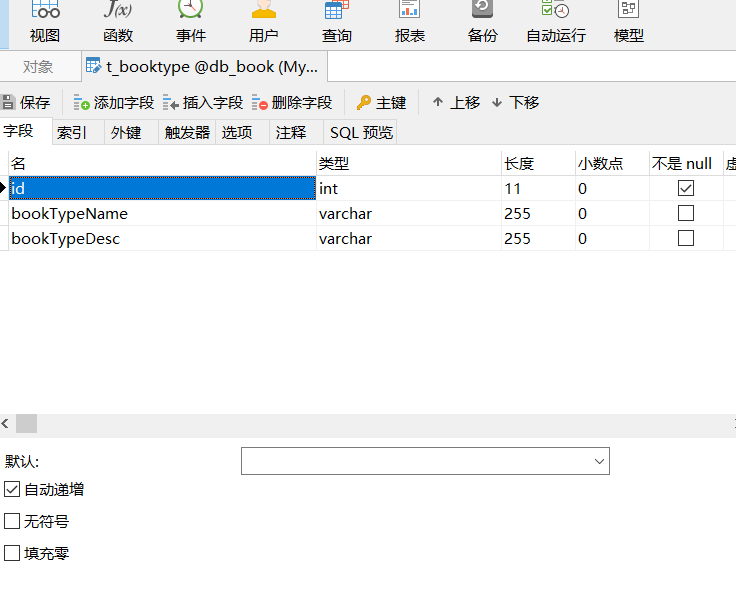 视图 函数 事件 用户 查询 报表 备份 自动运行 模型
对象 t_booktype @db_book (My...
保存 添加字段 插入字段 删除字段 主键 上移 下移
字段 索引 外键 触发器 选项 注释 SQL 预览
名 类型 长度 小数点 不是 null 虚
id int 11 0
bookTypeName varchar 255 0
bookTypeDesc varchar 255 0
默认:
自动递增
无符号
填充零